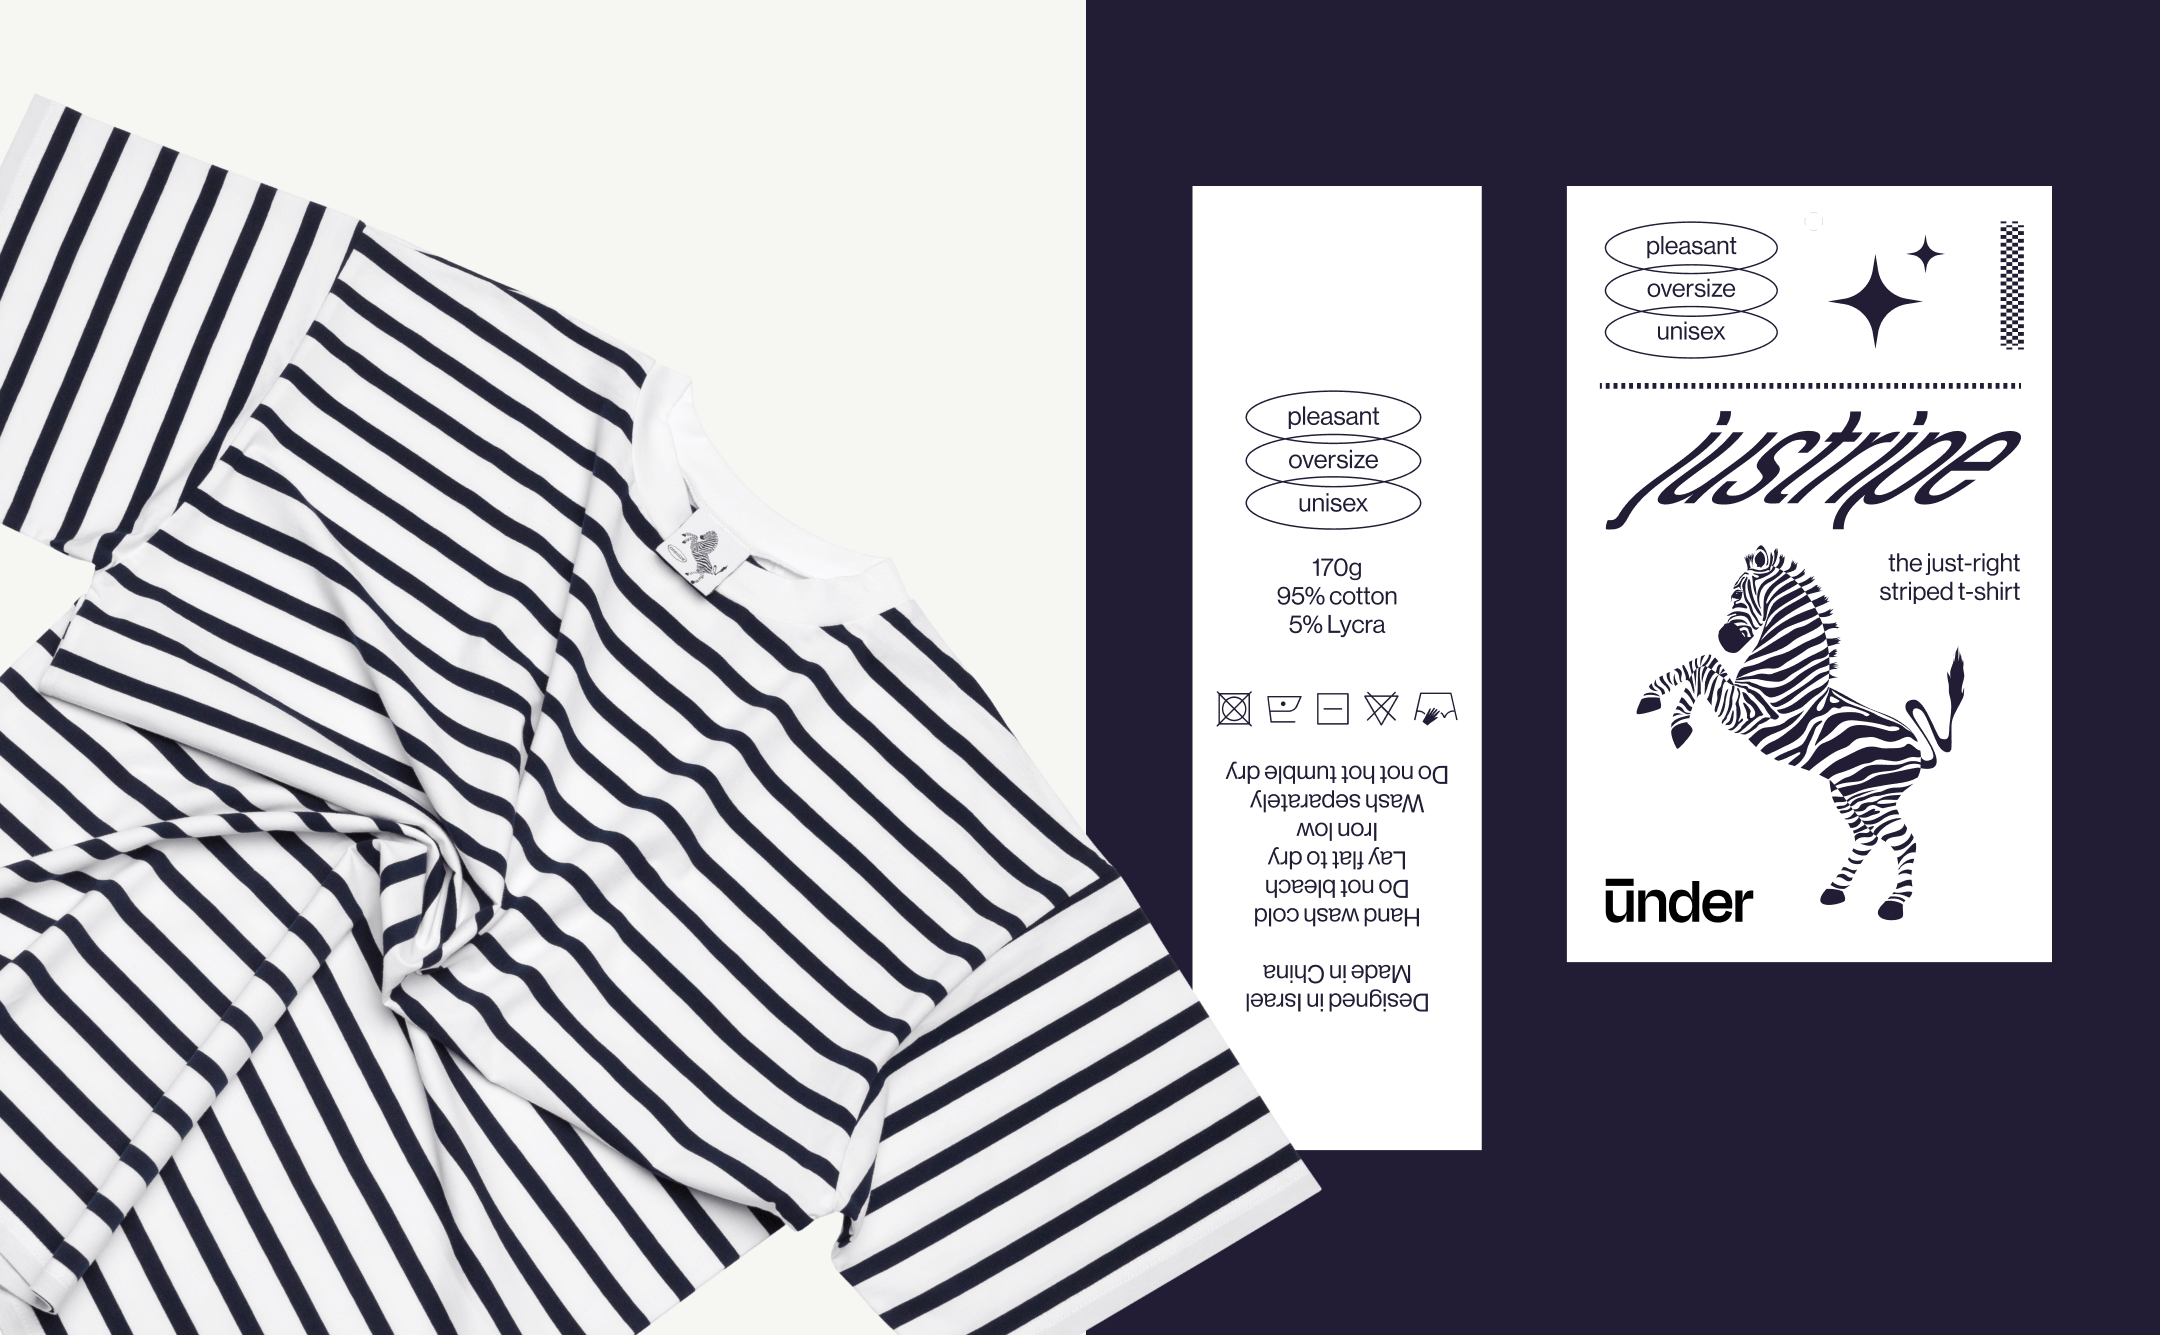 pleasant
oversize
unisex
170g
95% cotton
5% Lycra
Do not hot tumble dry
Wash separately
Iron low
Lay flat to dry
Do not bleach
Hand wash cold
Made in China
Designed in Israel
pleasant
oversize
unisex
justripe
the just-right
striped t-shirt
ūnder